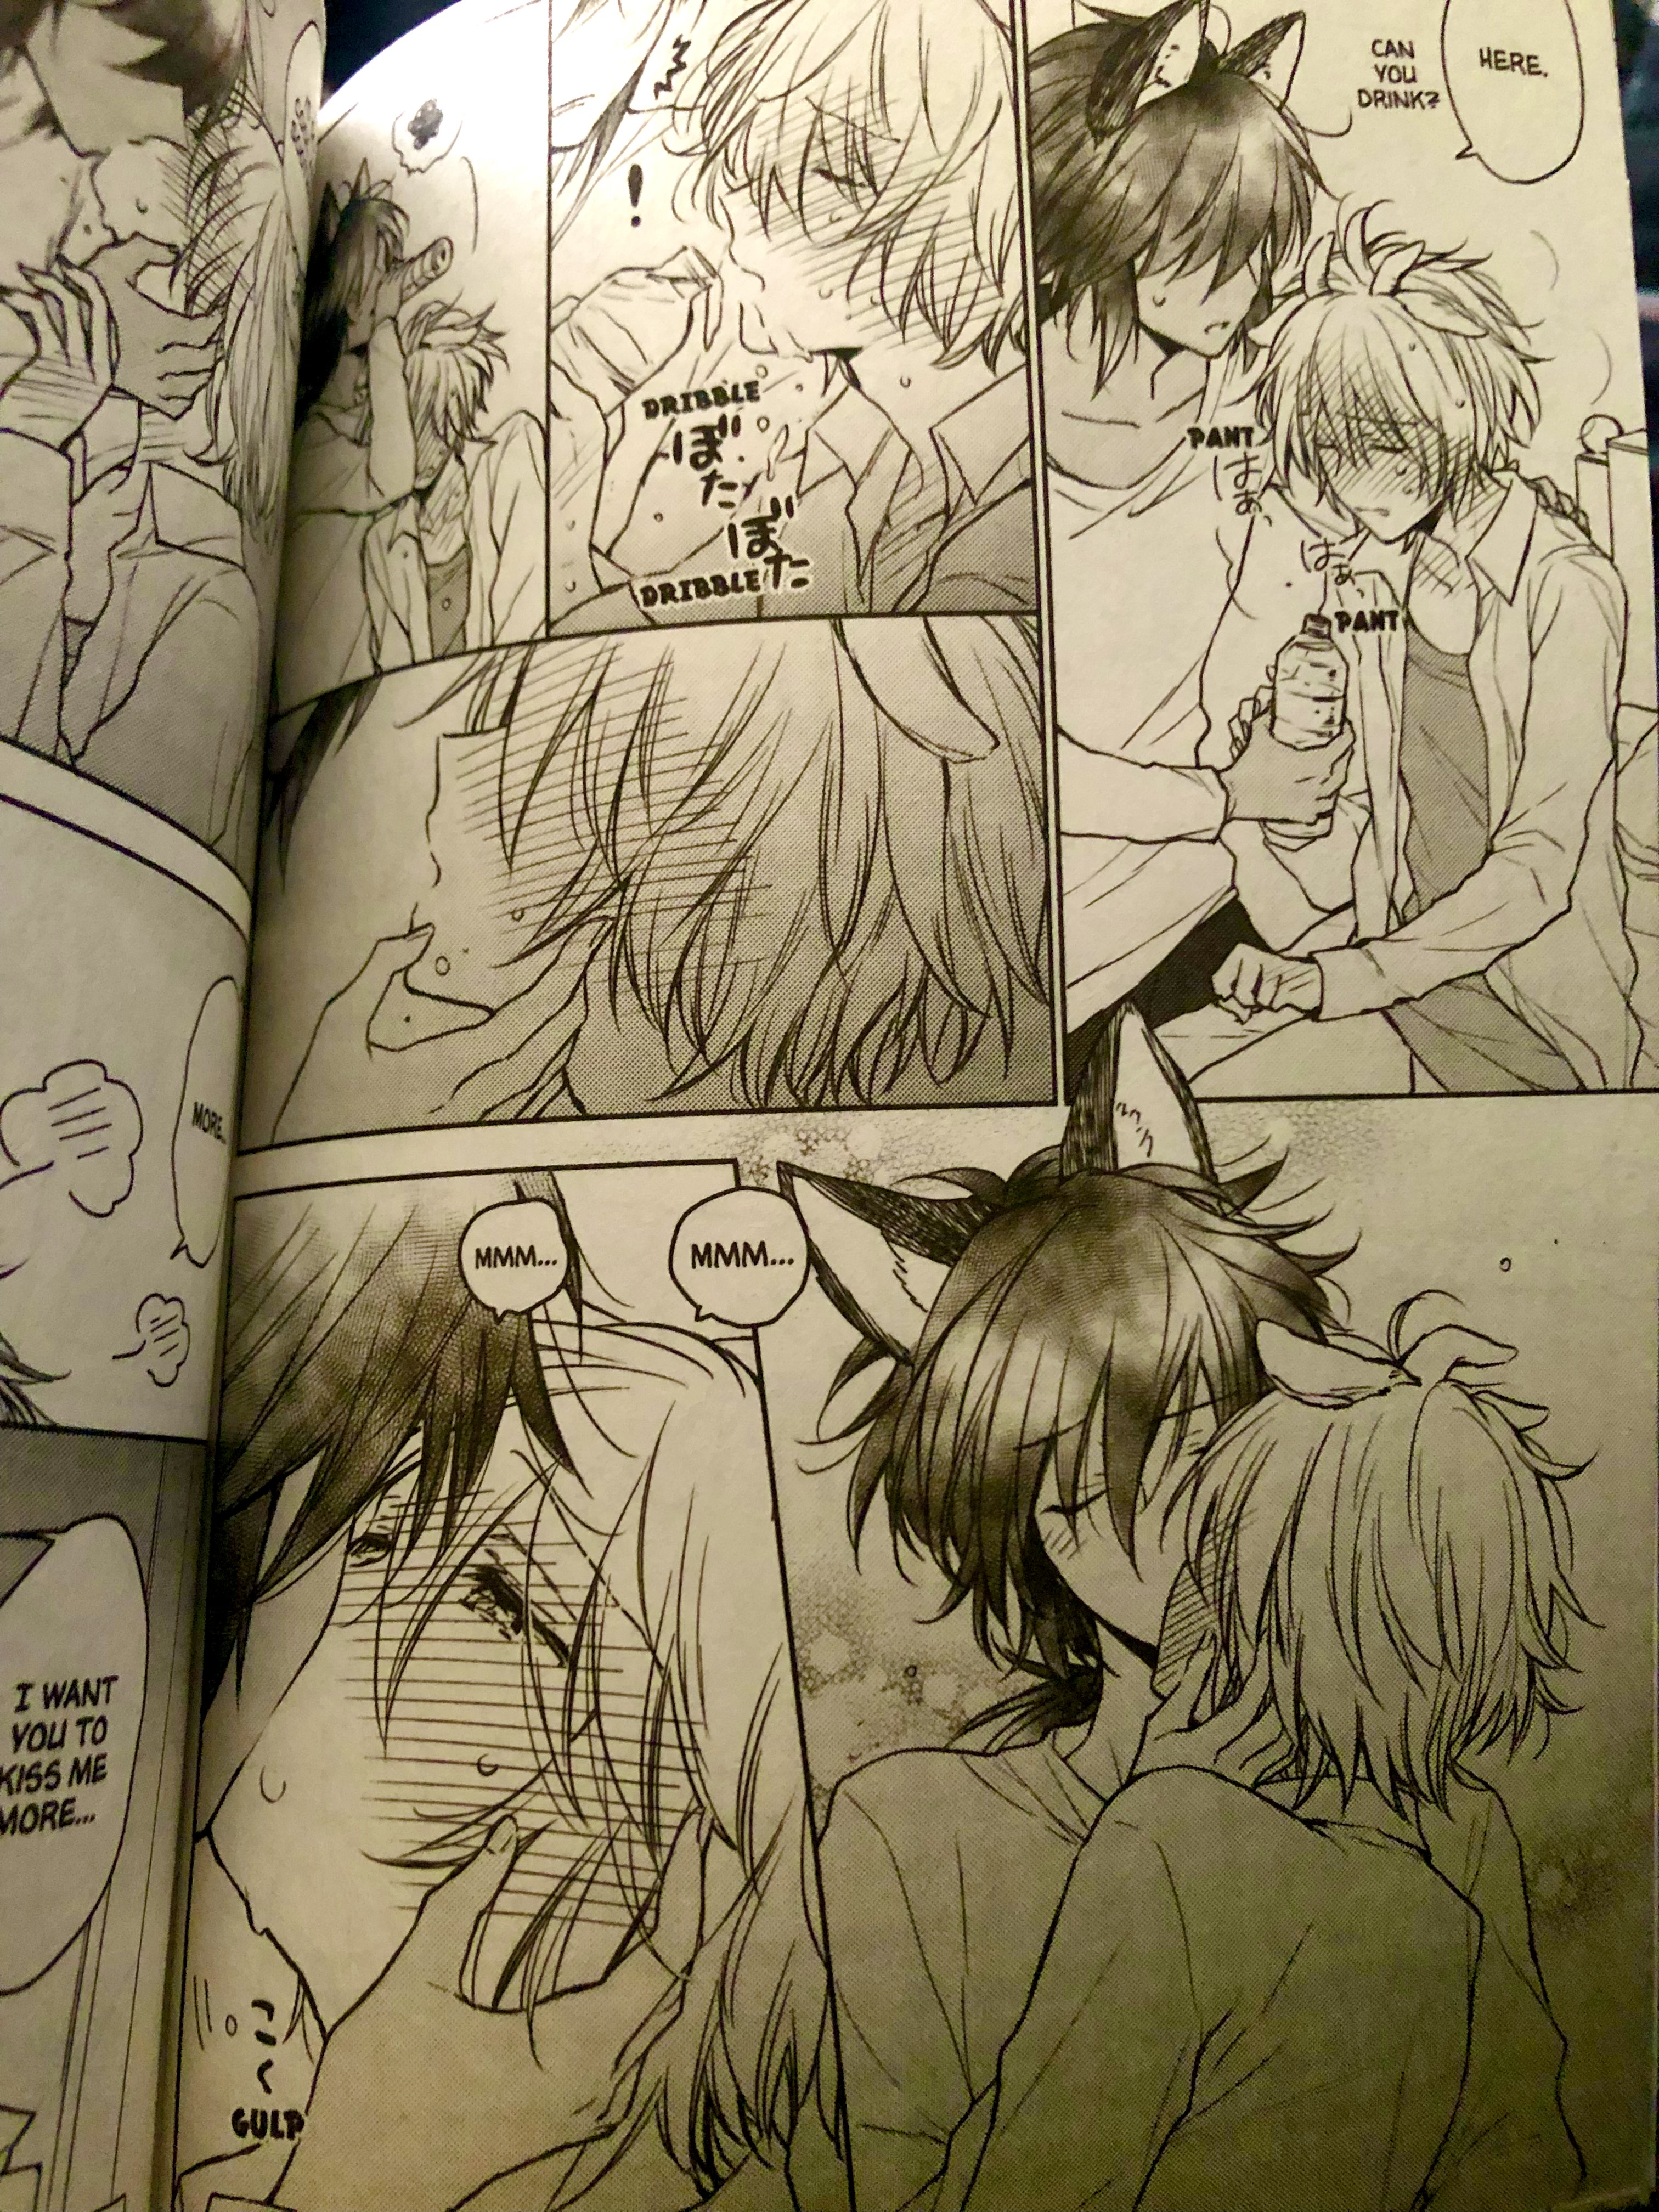 HERE.
CAN
YOU
DRINK?
PANT
はぁ、
はぁ、
PANT
DRIBBLE
ぼた
ぼた
DRIBBLE
!
MMM...
MMM...
こく
GULP
MORE...
I WANT
YOU TO
KISS ME
MORE...